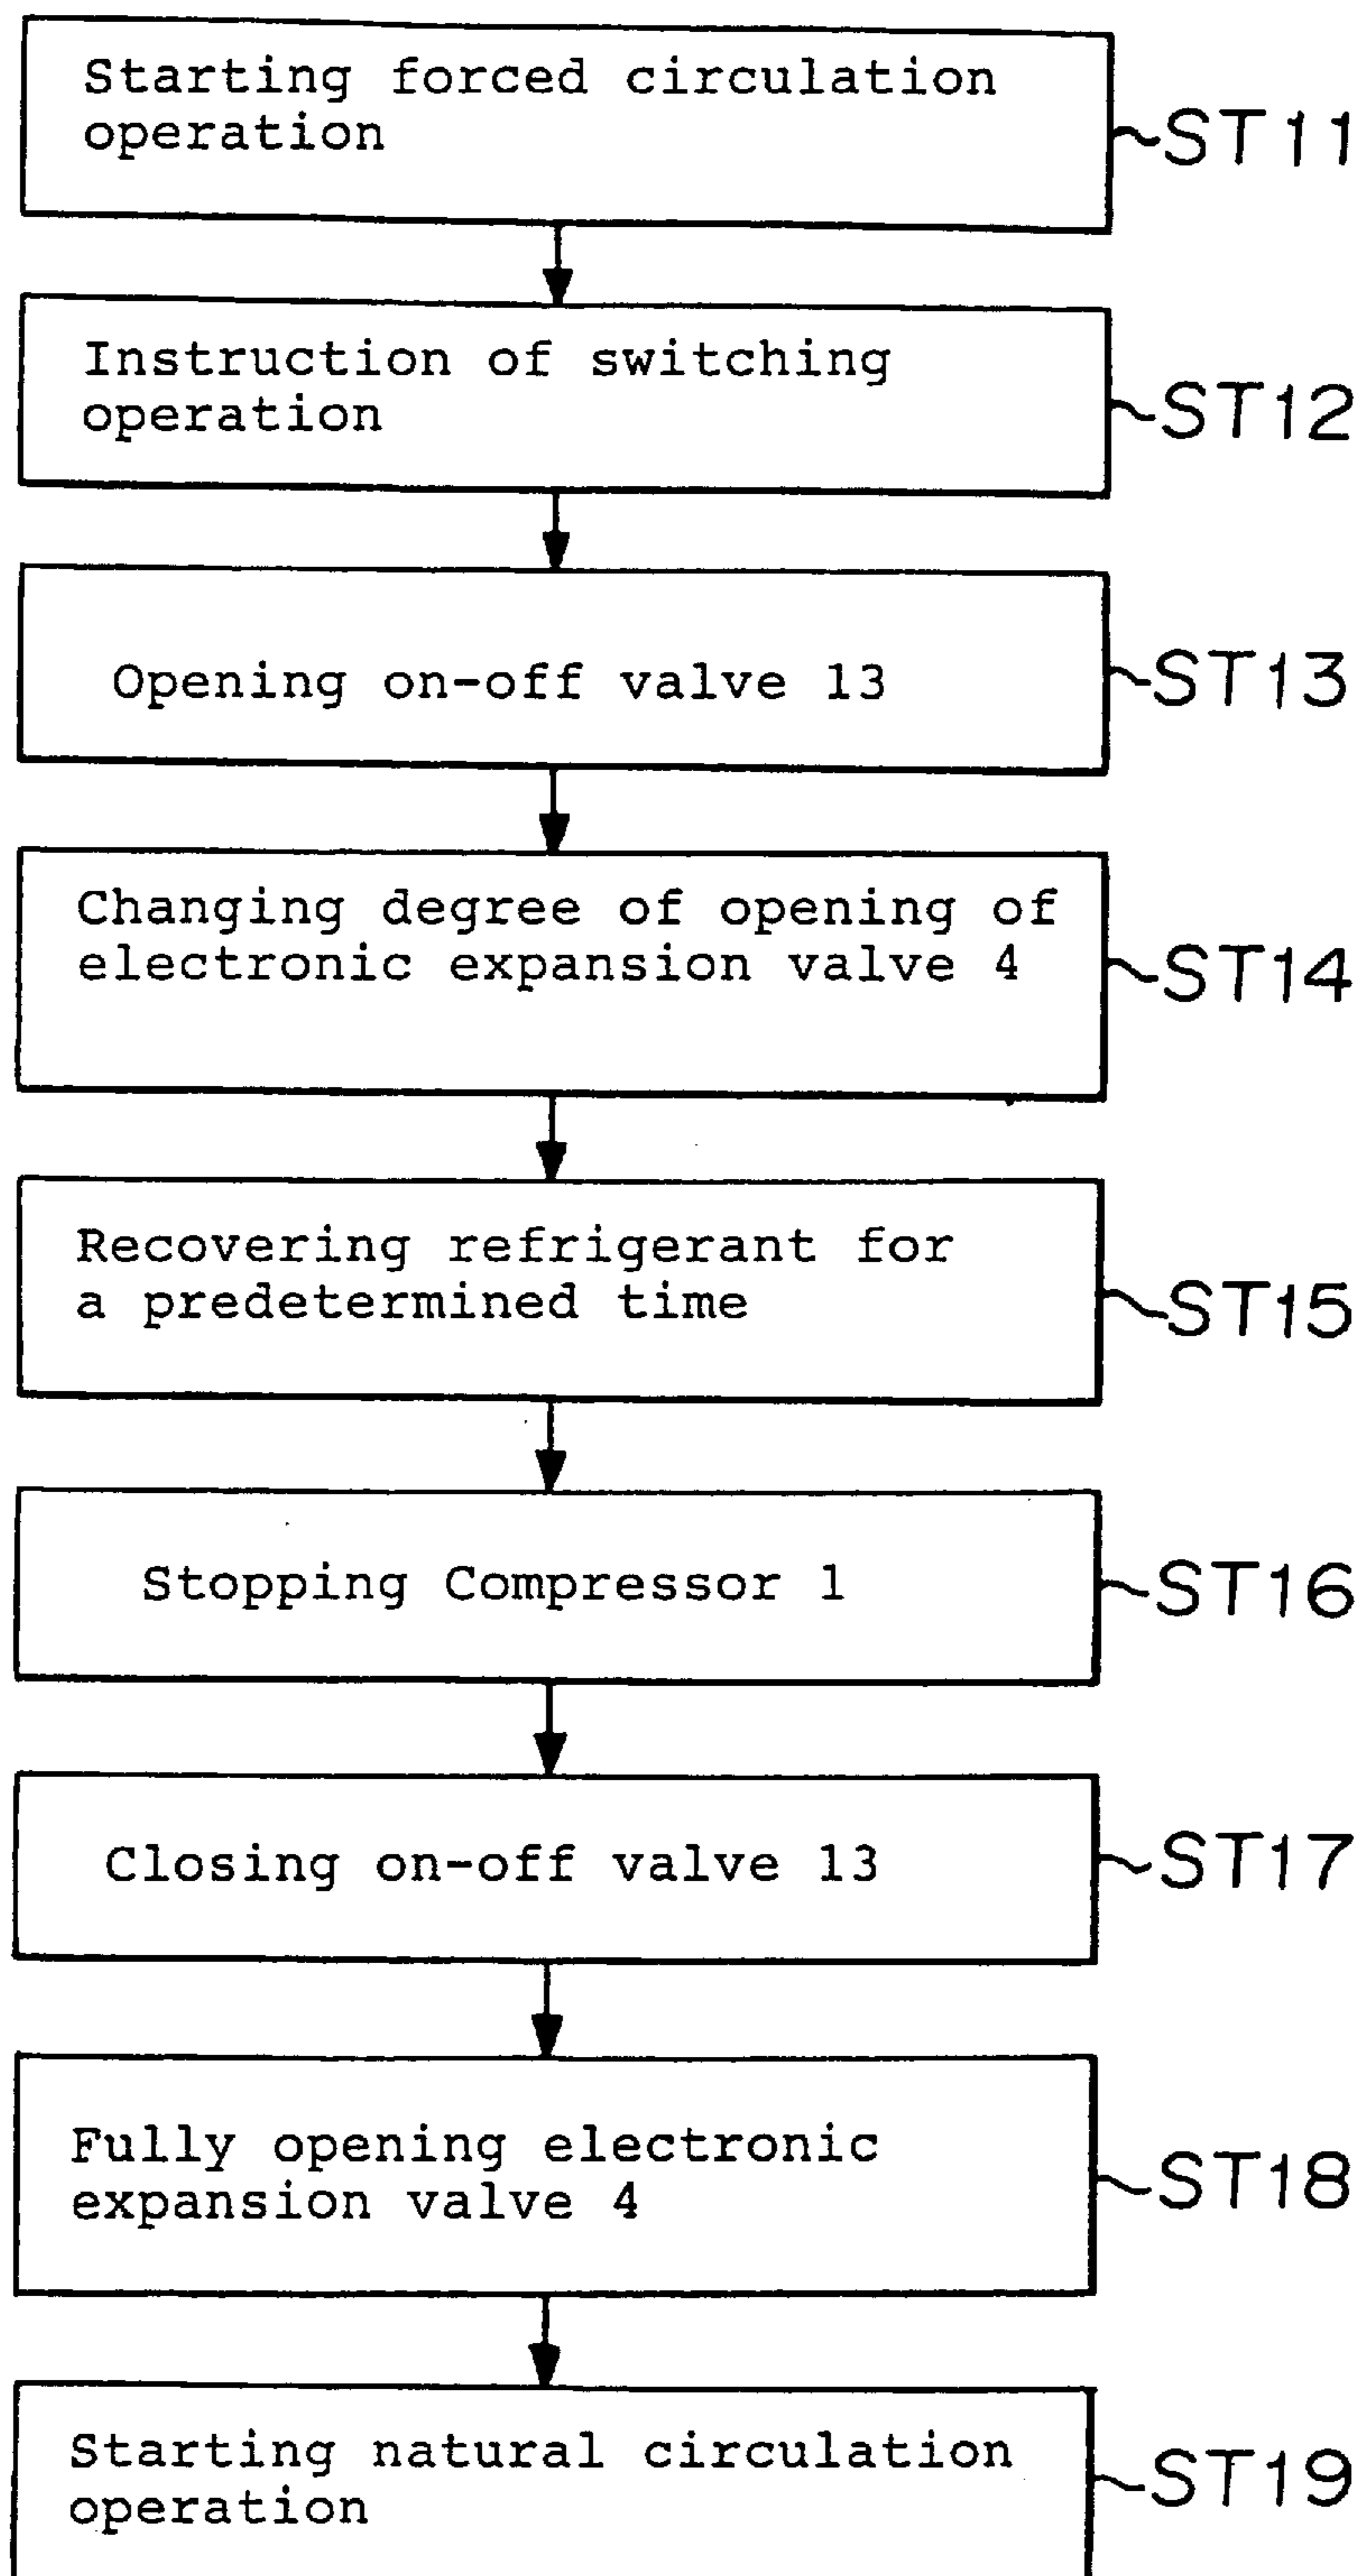 Starting forced circulation
operation
ST11
Instruction of switching
operation
ST12
Opening on-off valve 13
ST13
Changing degree of opening of
electronic expansion valve 4
ST14
Recovering refrigerant for
a predetermined time
ST15
Stopping Compressor 1
ST16
Closing on-off valve 13
ST17
Fully opening electronic
expansion valve 4
ST18
Starting natural circulation
operation
ST19